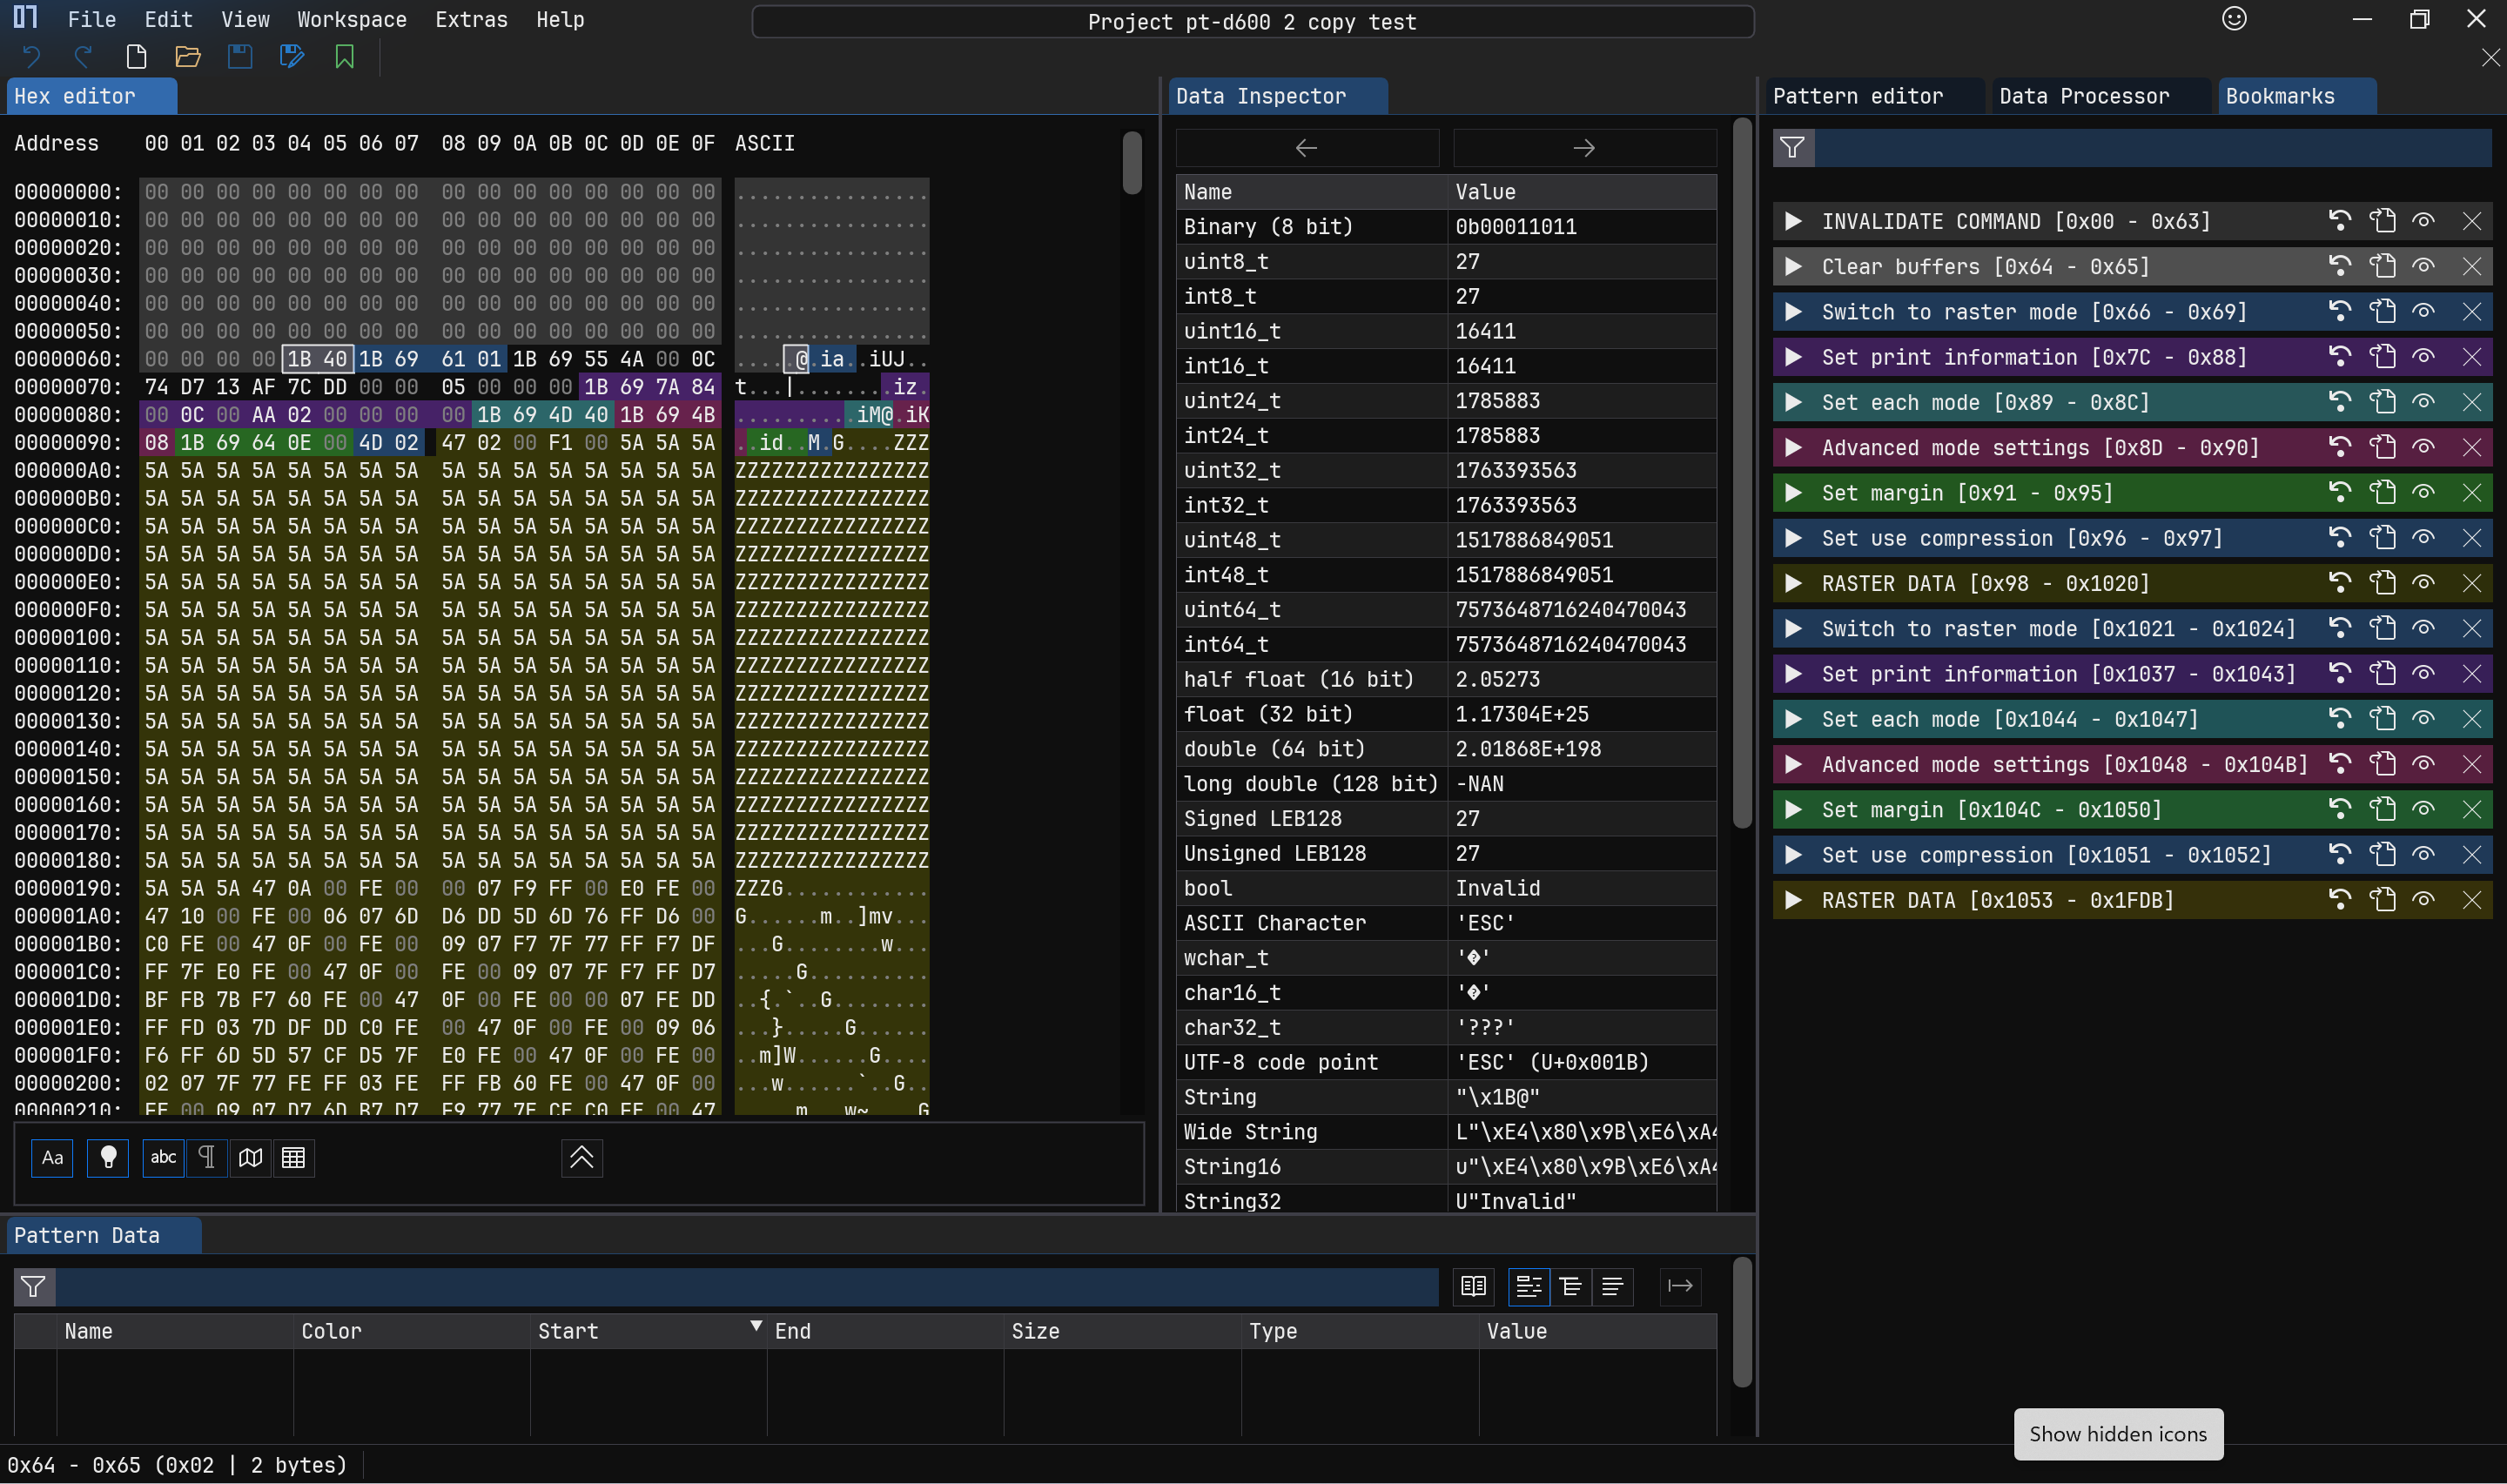 File Edit View Workspace Extras Help
Project pt-d600 2 copy test
Hex editor
Address 00 01 02 03 04 05 06 07 08 09 0A 0B 0C 0D 0E 0F ASCII
00000000: 00 00 00 00 00 00 00 00 00 00 00 00 00 00 00 00 ................
00000010: 00 00 00 00 00 00 00 00 00 00 00 00 00 00 00 00 ................
00000020: 00 00 00 00 00 00 00 00 00 00 00 00 00 00 00 00 ................
00000030: 00 00 00 00 00 00 00 00 00 00 00 00 00 00 00 00 ................
00000040: 00 00 00 00 00 00 00 00 00 00 00 00 00 00 00 00 ................
00000050: 00 00 00 00 00 00 00 00 00 00 00 00 00 00 00 00 ................
00000060: 00 00 00 00 1B 40 1B 69 61 01 1B 69 55 4A 00 0C .....@.ia..iUJ..
00000070: 74 D7 13 AF 7C DD 00 00 05 00 00 00 1B 69 7A 84 t...|........iz.
00000080: 00 0C 00 AA 02 00 00 00 00 1B 69 4D 40 1B 69 4B ..........iM@.iK
00000090: 08 1B 69 64 0E 00 4D 02 47 02 00 F1 00 5A 5A 5A ..id..M.G....ZZZ
000000A0: 5A 5A 5A 5A 5A 5A 5A 5A 5A 5A 5A 5A 5A 5A 5A 5A ZZZZZZZZZZZZZZZZ
000000B0: 5A 5A 5A 5A 5A 5A 5A 5A 5A 5A 5A 5A 5A 5A 5A 5A ZZZZZZZZZZZZZZZZ
000000C0: 5A 5A 5A 5A 5A 5A 5A 5A 5A 5A 5A 5A 5A 5A 5A 5A ZZZZZZZZZZZZZZZZ
000000D0: 5A 5A 5A 5A 5A 5A 5A 5A 5A 5A 5A 5A 5A 5A 5A 5A ZZZZZZZZZZZZZZZZ
000000E0: 5A 5A 5A 5A 5A 5A 5A 5A 5A 5A 5A 5A 5A 5A 5A 5A ZZZZZZZZZZZZZZZZ
000000F0: 5A 5A 5A 5A 5A 5A 5A 5A 5A 5A 5A 5A 5A 5A 5A 5A ZZZZZZZZZZZZZZZZ
00000100: 5A 5A 5A 5A 5A 5A 5A 5A 5A 5A 5A 5A 5A 5A 5A 5A ZZZZZZZZZZZZZZZZ
00000110: 5A 5A 5A 5A 5A 5A 5A 5A 5A 5A 5A 5A 5A 5A 5A 5A ZZZZZZZZZZZZZZZZ
00000120: 5A 5A 5A 5A 5A 5A 5A 5A 5A 5A 5A 5A 5A 5A 5A 5A ZZZZZZZZZZZZZZZZ
00000130: 5A 5A 5A 5A 5A 5A 5A 5A 5A 5A 5A 5A 5A 5A 5A 5A ZZZZZZZZZZZZZZZZ
00000140: 5A 5A 5A 5A 5A 5A 5A 5A 5A 5A 5A 5A 5A 5A 5A 5A ZZZZZZZZZZZZZZZZ
00000150: 5A 5A 5A 5A 5A 5A 5A 5A 5A 5A 5A 5A 5A 5A 5A 5A ZZZZZZZZZZZZZZZZ
00000160: 5A 5A 5A 5A 5A 5A 5A 5A 5A 5A 5A 5A 5A 5A 5A 5A ZZZZZZZZZZZZZZZZ
00000170: 5A 5A 5A 5A 5A 5A 5A 5A 5A 5A 5A 5A 5A 5A 5A 5A ZZZZZZZZZZZZZZZZ
00000180: 5A 5A 5A 5A 5A 5A 5A 5A 5A 5A 5A 5A 5A 5A 5A 5A ZZZZZZZZZZZZZZZZ
00000190: 5A 5A 5A 47 0A 00 FE 00 00 07 F9 FF 00 E0 FE 00 ZZZG............
000001A0: 47 10 00 FE 00 06 07 6D D6 DD 5D 6D 76 FF D6 00 G......m..]mv...
000001B0: C0 FE 00 47 0F 00 FE 00 09 07 F7 7F 77 FF F7 DF ...G........w...
000001C0: FF 7F E0 FE 00 47 0F 00 FE 00 09 07 7F F7 FF D7 .....G..........
000001D0: BF FB 7B F7 60 FE 00 47 0F 00 FE 00 00 07 FE DD ..{.`..G........
000001E0: FF FD 03 7D DF DD C0 FE 00 47 0F 00 FE 00 09 06 ...}.....G......
000001F0: F6 FF 6D 5D 57 CF D5 7F E0 FE 00 47 0F 00 FE 00 ..m]W......G....
00000200: 02 07 7F 77 FE FF 03 FE FF FB 60 FE 00 47 0F 00 ...w......`..G..
00000210: FE 00 09 07 D7 6D B7 D7 F9 77 7E CF C0 FE 00 47 .....m...w~....G
Aa abc
Data Inspector
Name Value
Binary (8 bit) 0b00011011
uint8_t 27
int8_t 27
uint16_t 16411
int16_t 16411
uint24_t 1785883
int24_t 1785883
uint32_t 1763393563
int32_t 1763393563
uint48_t 1517886849051
int48_t 1517886849051
uint64_t 7573648716240470043
int64_t 7573648716240470043
half float (16 bit) 2.05273
float (32 bit) 1.17304E+25
double (64 bit) 2.01868E+198
long double (128 bit) -NAN
Signed LEB128 27
Unsigned LEB128 27
bool Invalid
ASCII Character 'ESC'
wchar_t '�'
char16_t '�'
char32_t '???'
UTF-8 code point 'ESC' (U+0x001B)
String "\x1B@"
Wide String L"\xE4\x80\x9B\xE6\xA4
String16 u"\xE4\x80\x9B\xE6\xA4
String32 U"Invalid"
Pattern editor Data Processor Bookmarks
INVALIDATE COMMAND [0x00 - 0x63]
Clear buffers [0x64 - 0x65]
Switch to raster mode [0x66 - 0x69]
Set print information [0x7C - 0x88]
Set each mode [0x89 - 0x8C]
Advanced mode settings [0x8D - 0x90]
Set margin [0x91 - 0x95]
Set use compression [0x96 - 0x97]
RASTER DATA [0x98 - 0x1020]
Switch to raster mode [0x1021 - 0x1024]
Set print information [0x1037 - 0x1043]
Set each mode [0x1044 - 0x1047]
Advanced mode settings [0x1048 - 0x104B]
Set margin [0x104C - 0x1050]
Set use compression [0x1051 - 0x1052]
RASTER DATA [0x1053 - 0x1FDB]
Pattern Data
Name Color Start End Size Type Value
Show hidden icons
0x64 - 0x65 (0x02 | 2 bytes)